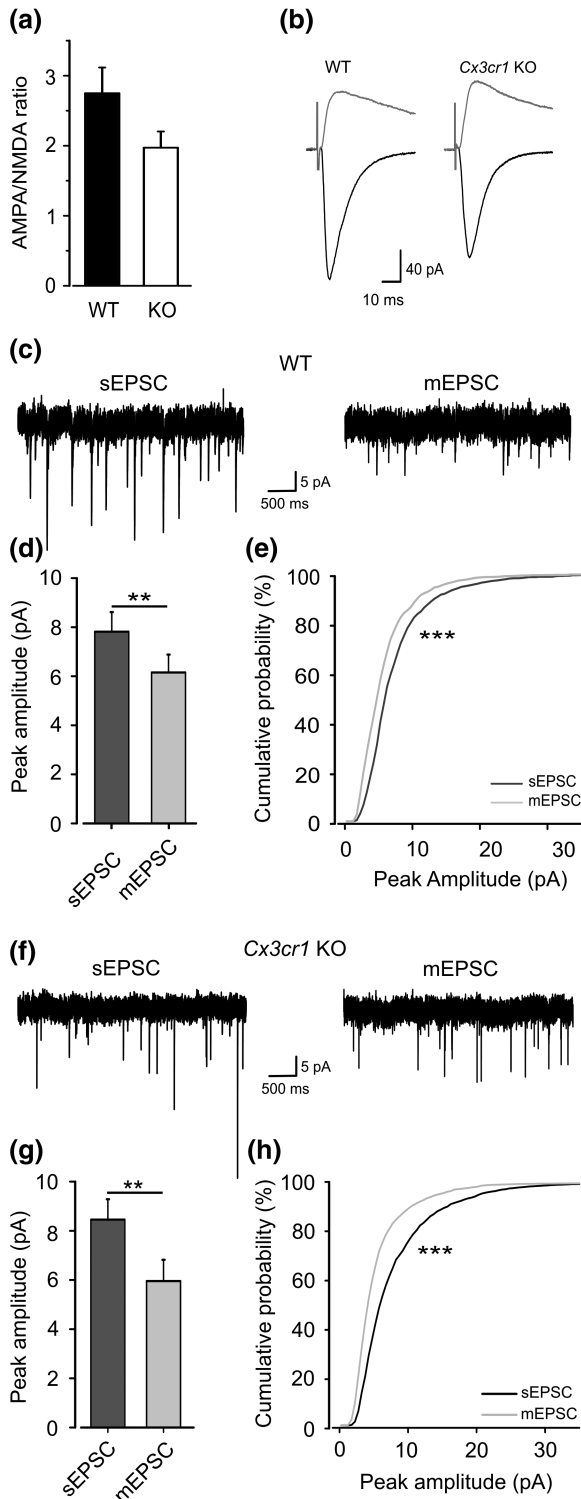 (a)
AMPA/NMDA ratio
3
2
1
0
WT KO
(b)
WT Cx3cr1 KO
40 pA
10 ms
(c)
WT
sEPSC mEPSC
5 pA
500 ms
(d)
Peak amplitude (pA)
10
8
6
4
2
0
**
sEPSC mEPSC
(e)
Cumulative probability (%)
100
80
60
40
20
0
***
sEPSC
mEPSC
0 10 20 30
Peak Amplitude (pA)
(f)
Cx3cr1 KO
sEPSC mEPSC
5 pA
500 ms
(g)
Peak amplitude (pA)
10
8
6
4
2
0
**
sEPSC mEPSC
(h)
Cumulative probability (%)
100
80
60
40
20
0
***
sEPSC
mEPSC
0 10 20 30
Peak amplitude (pA)